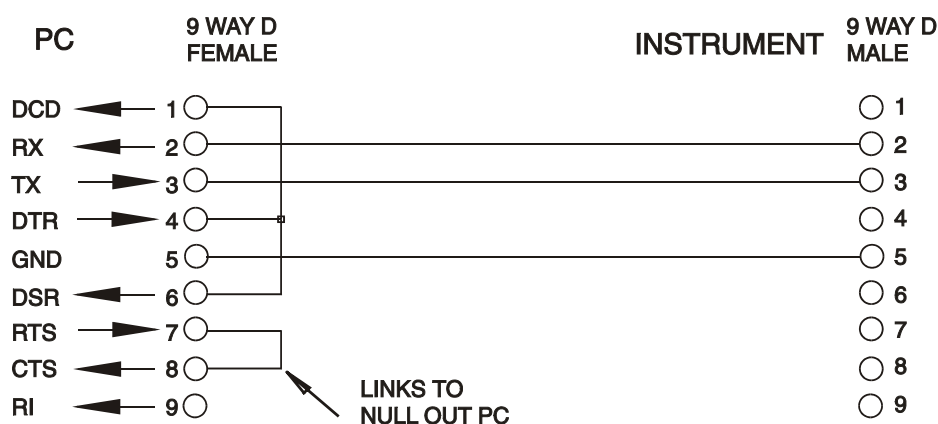 PC
9 WAY D
FEMALE
INSTRUMENT
9 WAY D
MALE
DCD 1 1
RX 2 2
TX 3 3
DTR 4 4
GND 5 5
DSR 6 6
RTS 7 7
CTS 8 8
RI 9 9
LINKS TO
NULL OUT PC